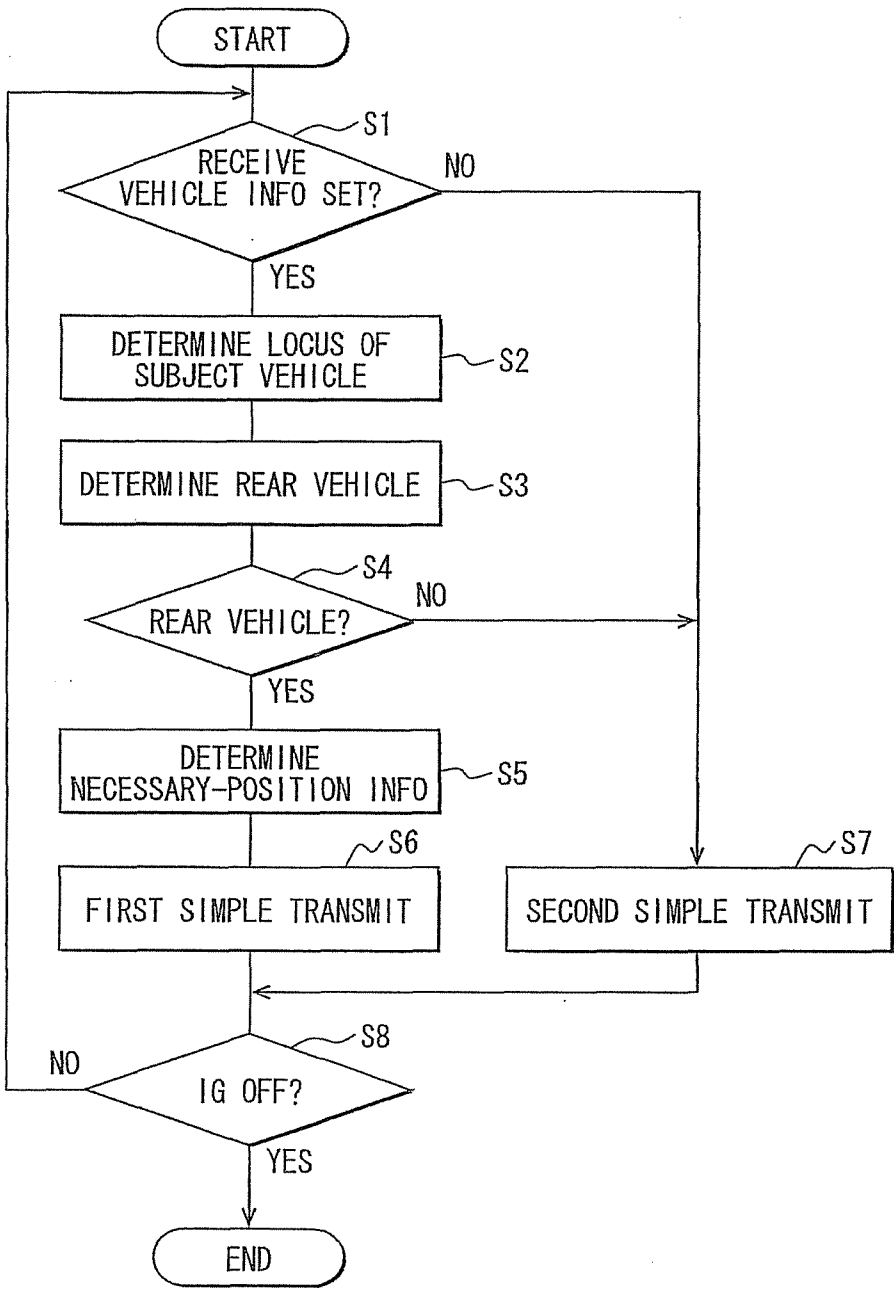 START
S1
RECEIVE
VEHICLE INFO SET?
NO
YES
DETERMINE LOCUS OF
SUBJECT VEHICLE
S2
DETERMINE REAR VEHICLE
S3
S4
REAR VEHICLE?
NO
YES
DETERMINE
NECESSARY-POSITION INFO
S5
S6
FIRST SIMPLE TRANSMIT
S7
SECOND SIMPLE TRANSMIT
S8
NO
IG OFF?
YES
END